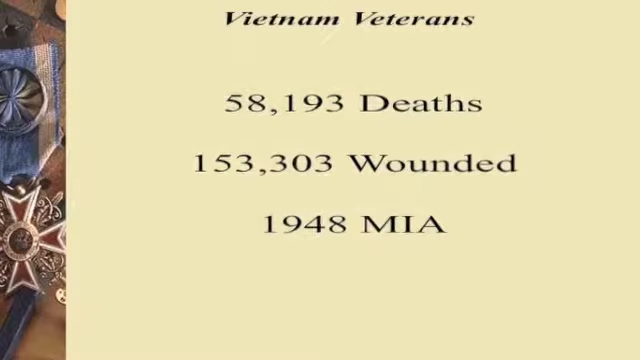 Vietnam Veterans
58,193 Deaths
153,303 Wounded
1948 MIA